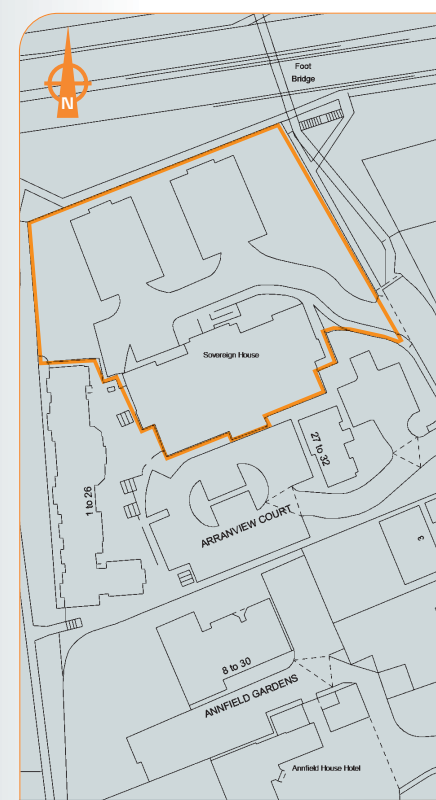 Foot
Bridge
N
Sovereign House
27 to 32
1 to 26
ARRANVIEW COURT
3
8 to 30
ANNFIELD GARDENS
Annfield House Hotel